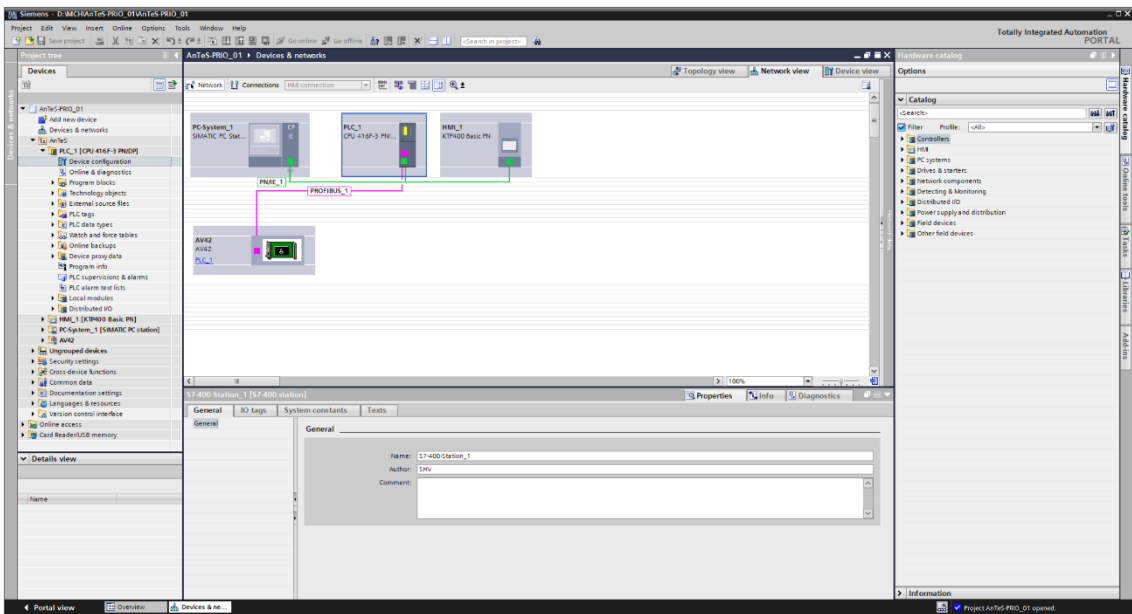 Siemens - D:\MCH\AnTeS-PRIO_01\AnTeS-PRIO_01
Project Edit View Insert Online Options Tools Window Help
Save project
Go online
Go offline
<Search in project>
Totally Integrated Automation
PORTAL
Project tree
AnTeS-PRIO_01 Devices & networks
Hardware catalog
Devices
Topology view
Network view
Device view
Options
Network
Connections
HMI connection
AnTeS-PRIO_01
Add new device
Devices & networks
AnTeS
PLC_1 [CPU 416F-3 PN/DP]
Device configuration
Online & diagnostics
Program blocks
Technology objects
External source files
PLC tags
PLC data types
Watch and force tables
Online backups
Device proxy data
Program info
PLC supervisions & alarms
PLC alarm text lists
Local modules
Distributed I/O
HMI_1 [KTP400 Basic PN]
PC-System_1 [SIMATIC PC station]
AV42
Ungrouped devices
Security settings
Cross-device functions
Common data
Documentation settings
Languages & resources
Version control interface
Online access
Card Reader/USB memory
Details view
Name
PC-System_1
SIMATIC PC Stat...
CP
IE
PLC_1
CPU 416F-3 PN/...
HMI_1
KTP400 Basic PN
PN/IE_1
PROFIBUS_1
AV42
AV42
PLC_1
100%
S7-400-Station_1 [S7-400 station]
Properties
Info
Diagnostics
General
IO tags
System constants
Texts
General
General
Name: S7-400-Station_1
Author: SHV
Comment:
Catalog
<Search>
Filter
Profile: <All>
Controllers
HMI
PC systems
Drives & starters
Network components
Detecting & Monitoring
Distributed I/O
Power supply and distribution
Field devices
Other field devices
Information
Devices & networks
Network data
Hardware catalog
Online tools
Tasks
Libraries
Add-ins
Portal view
Overview
Devices & ne...
Project AnTeS-PRIO_01 opened.